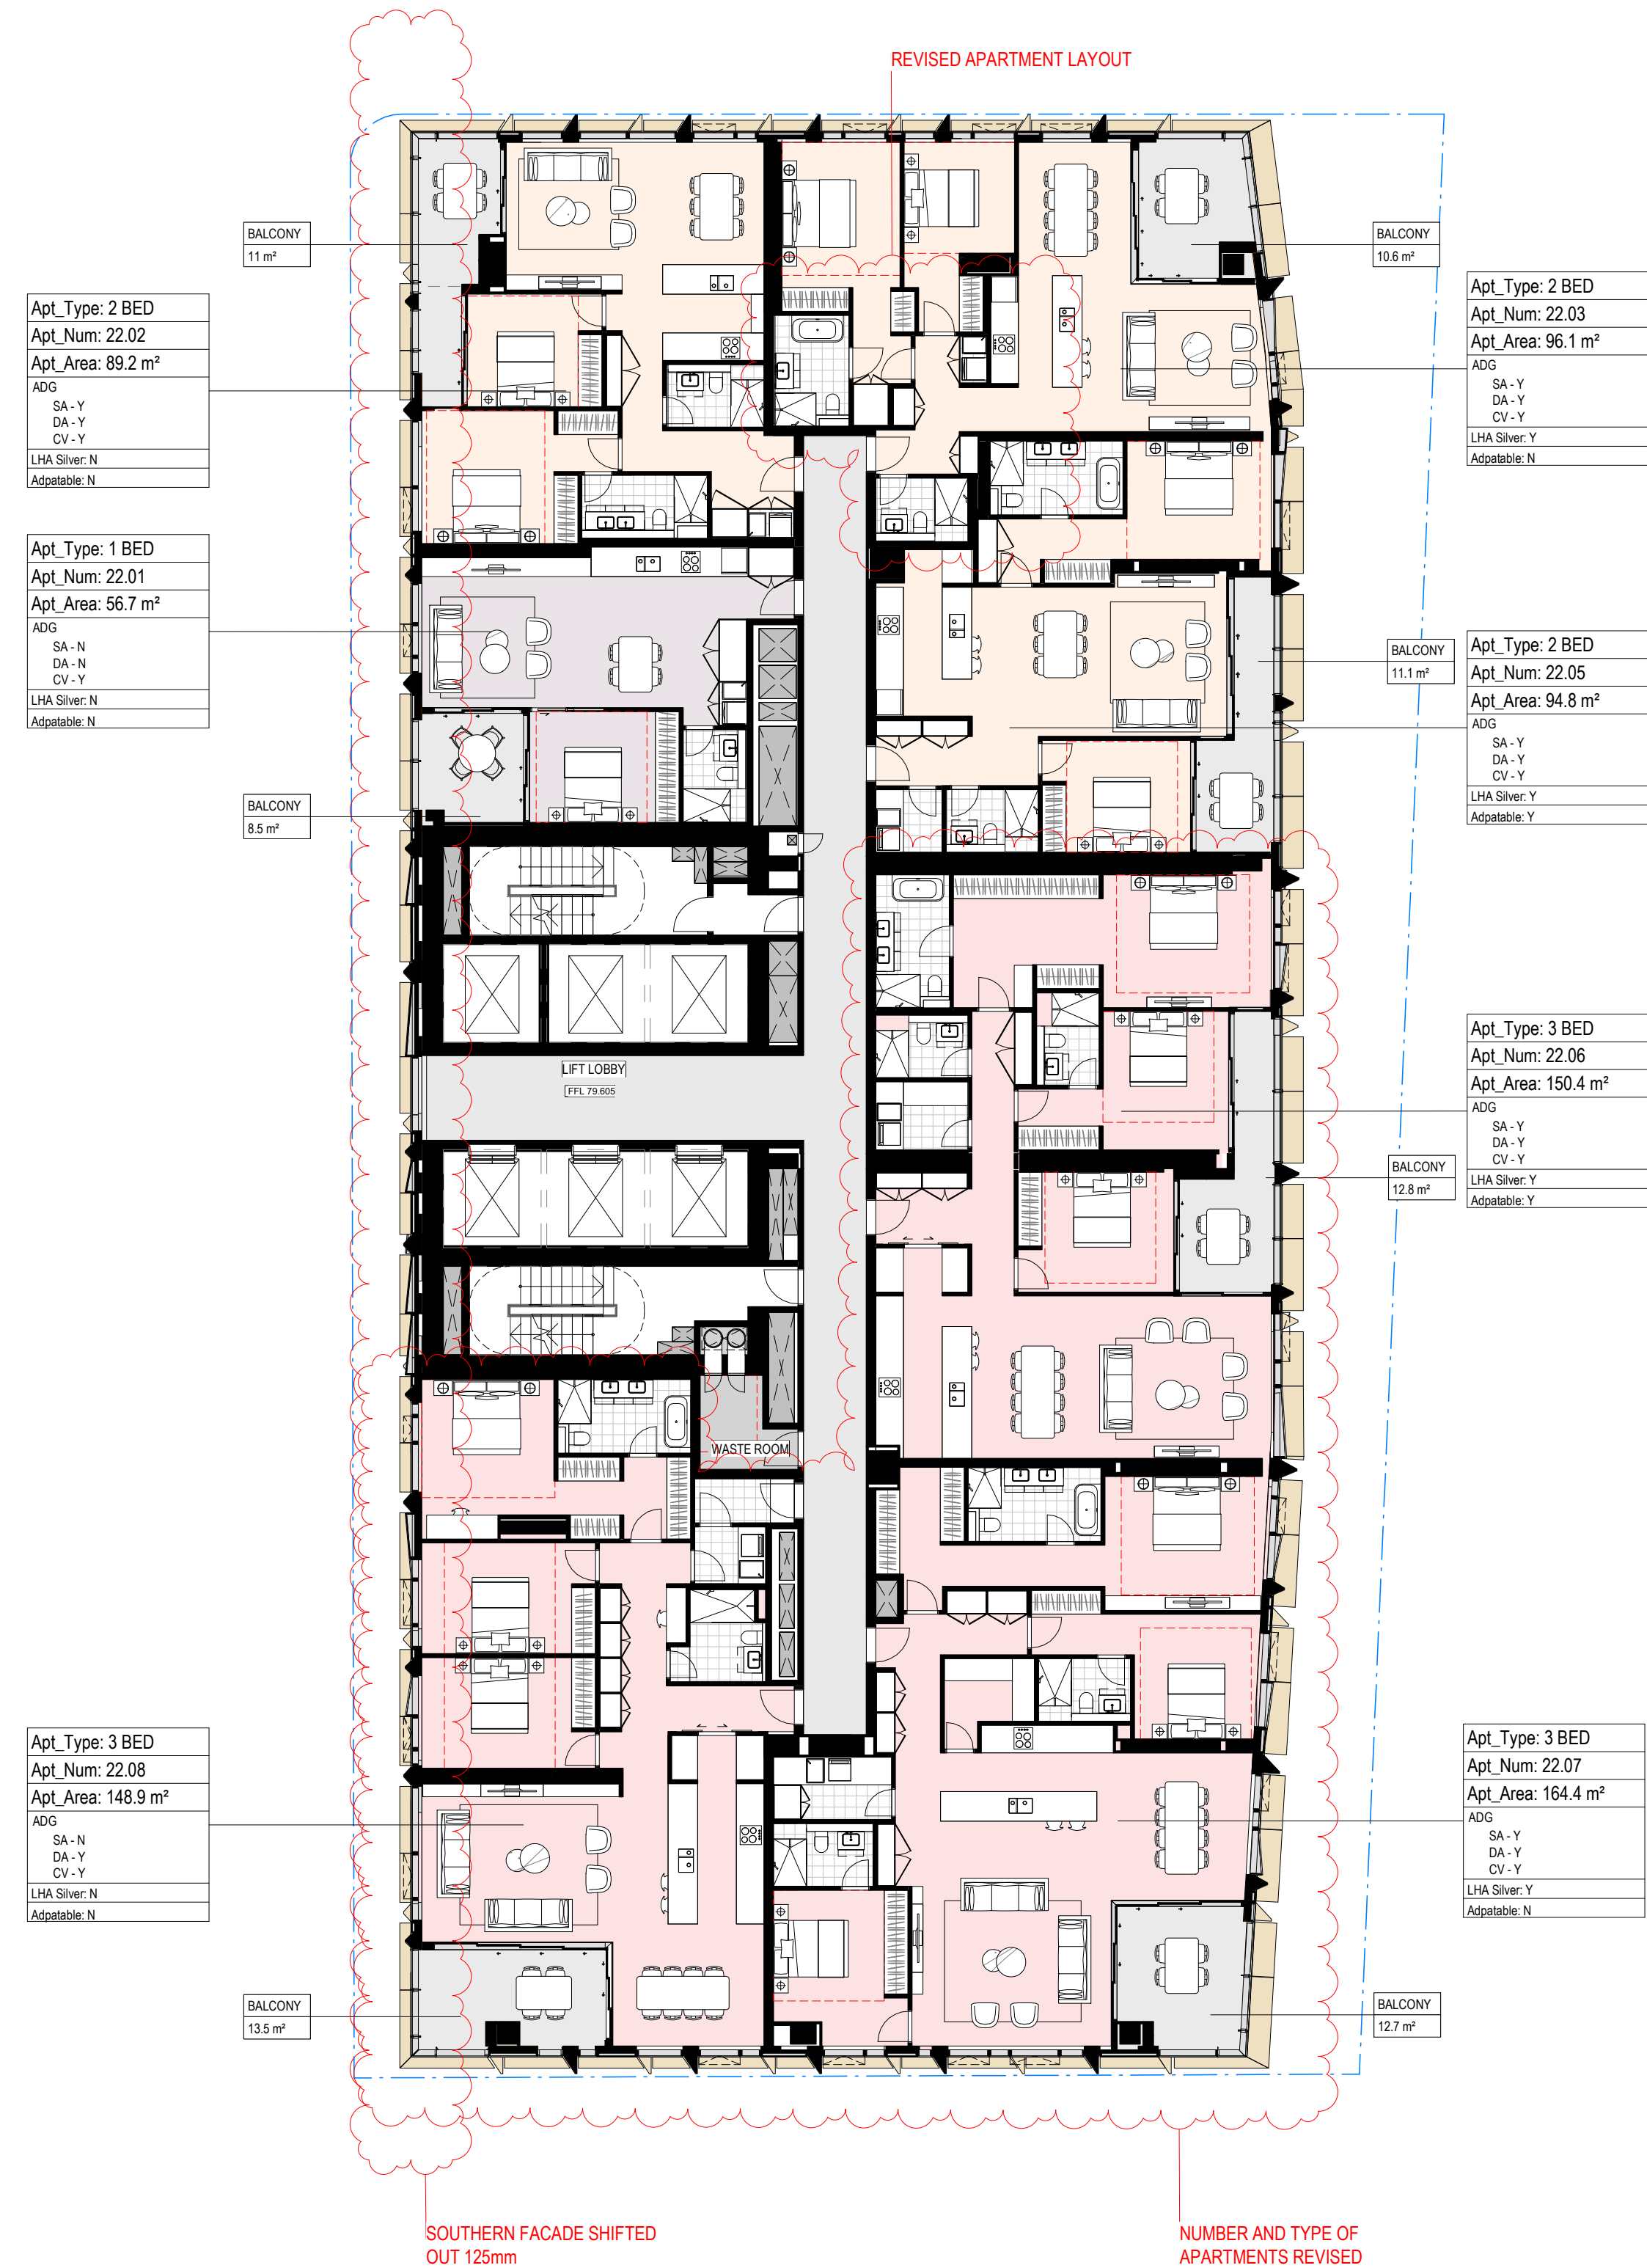 REVISED APARTMENT LAYOUT
BALCONY
11 m²
Apt_Type: 2 BED
Apt_Num: 22.02
Apt_Area: 89.2 m²
ADG
SA - Y
DA - Y
CV - Y
LHA Silver: N
Adpatable: N
Apt_Type: 1 BED
Apt_Num: 22.01
Apt_Area: 56.7 m²
ADG
SA - N
DA - N
CV - Y
LHA Silver: N
Adpatable: N
BALCONY
8.5 m²
BALCONY
10.6 m²
Apt_Type: 2 BED
Apt_Num: 22.03
Apt_Area: 96.1 m²
ADG
SA - Y
DA - Y
CV - Y
LHA Silver: Y
Adpatable: N
BALCONY
11.1 m²
Apt_Type: 2 BED
Apt_Num: 22.05
Apt_Area: 94.8 m²
ADG
SA - Y
DA - Y
CV - Y
LHA Silver: Y
Adpatable: Y
LIFT LOBBY
FFL 79.605
Apt_Type: 3 BED
Apt_Num: 22.06
Apt_Area: 150.4 m²
ADG
SA - Y
DA - Y
CV - Y
LHA Silver: Y
Adpatable: Y
BALCONY
12.8 m²
WASTE ROOM
Apt_Type: 3 BED
Apt_Num: 22.08
Apt_Area: 148.9 m²
ADG
SA - N
DA - Y
CV - Y
LHA Silver: N
Adpatable: N
BALCONY
13.5 m²
Apt_Type: 3 BED
Apt_Num: 22.07
Apt_Area: 164.4 m²
ADG
SA - Y
DA - Y
CV - Y
LHA Silver: Y
Adpatable: N
BALCONY
12.7 m²
SOUTHERN FACADE SHIFTED
OUT 125mm
NUMBER AND TYPE OF
APARTMENTS REVISED